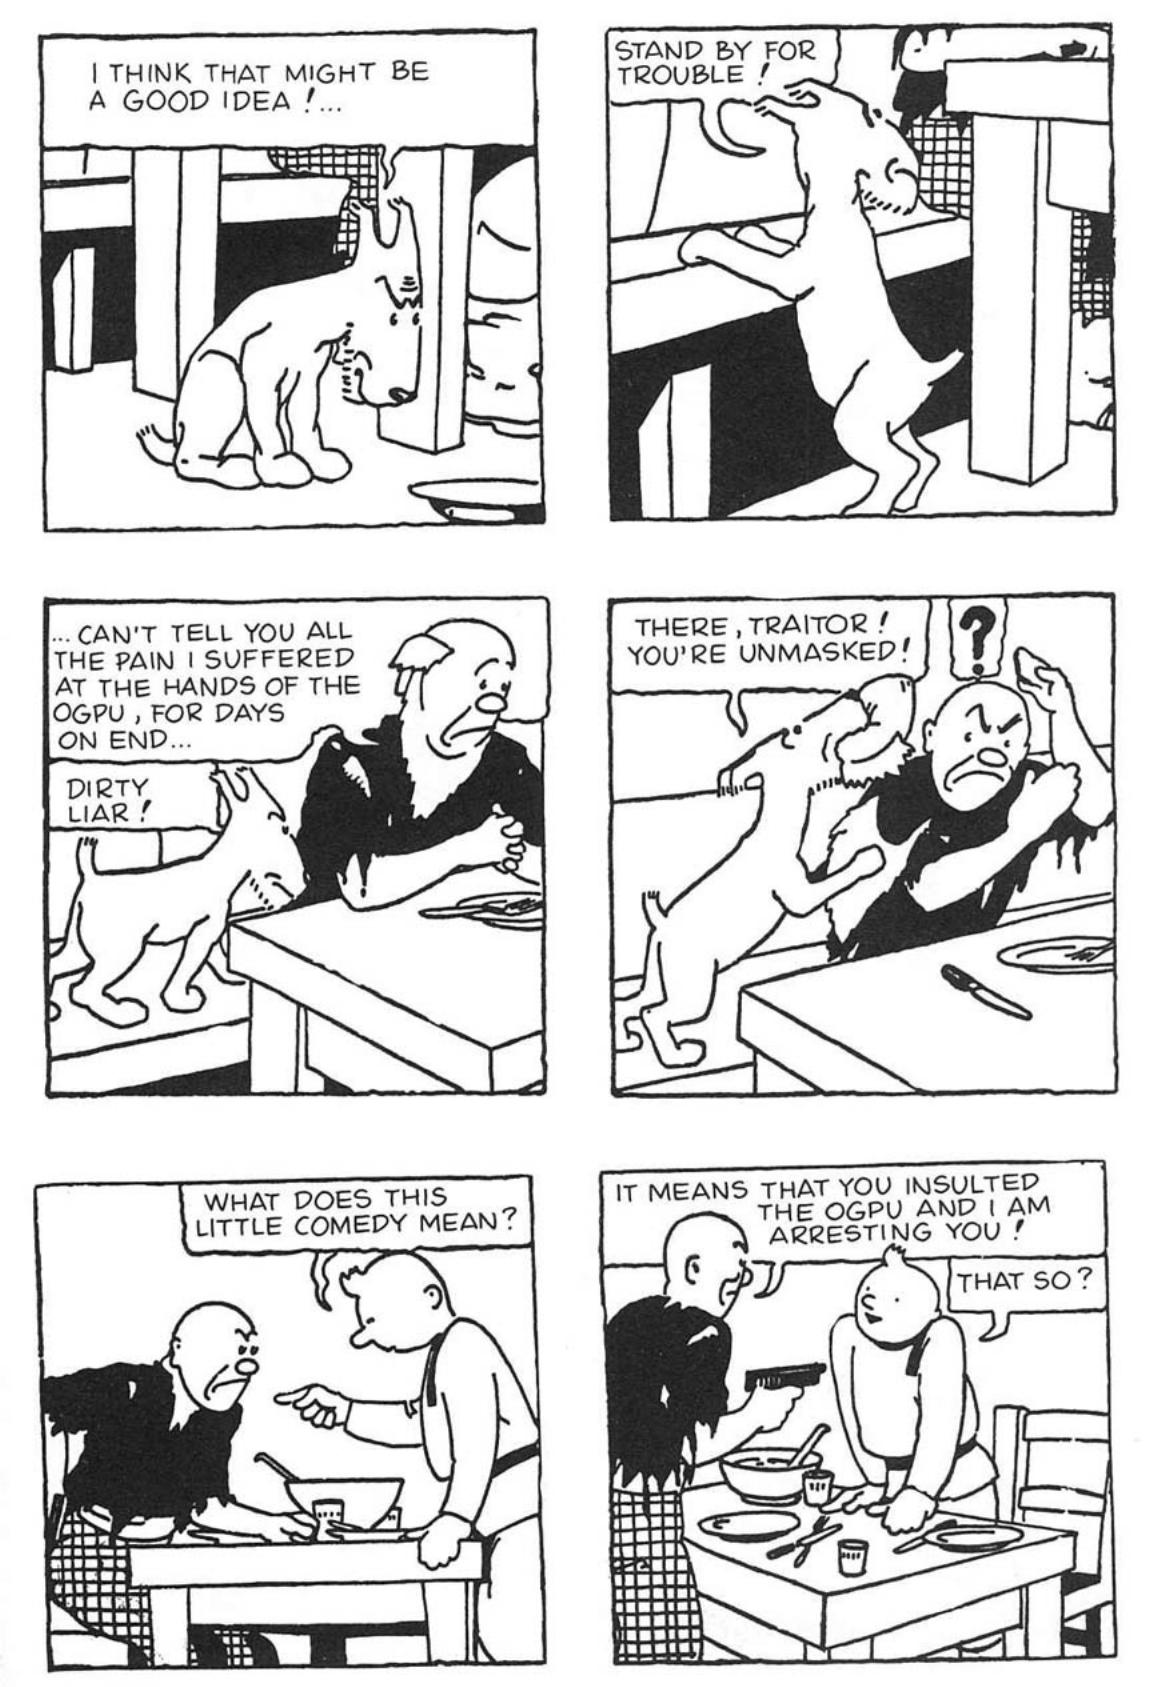 I THINK THAT MIGHT BE
A GOOD IDEA !...
STAND BY FOR
TROUBLE !
... CAN'T TELL YOU ALL
THE PAIN I SUFFERED
AT THE HANDS OF THE
OGPU , FOR DAYS
ON END...
DIRTY
LIAR !
THERE , TRAITOR !
YOU'RE UNMASKED !
?
WHAT DOES THIS
LITTLE COMEDY MEAN ?
IT MEANS THAT YOU INSULTED
THE OGPU AND I AM
ARRESTING YOU !
THAT SO ?